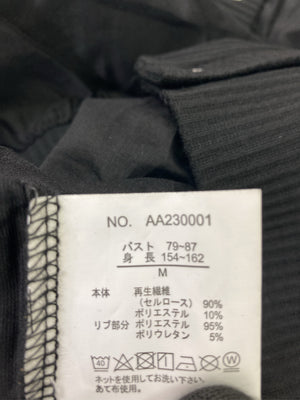 NO. AA230001
バスト 79~87
身 長 154~162
M
本体 再生繊維
(セルロース) 90%
ポリエステル 10%
リブ部分 ポリエステル 95%
ポリウレタン 5%
40
ネットを使用してお洗い下さい。
あて布使用。